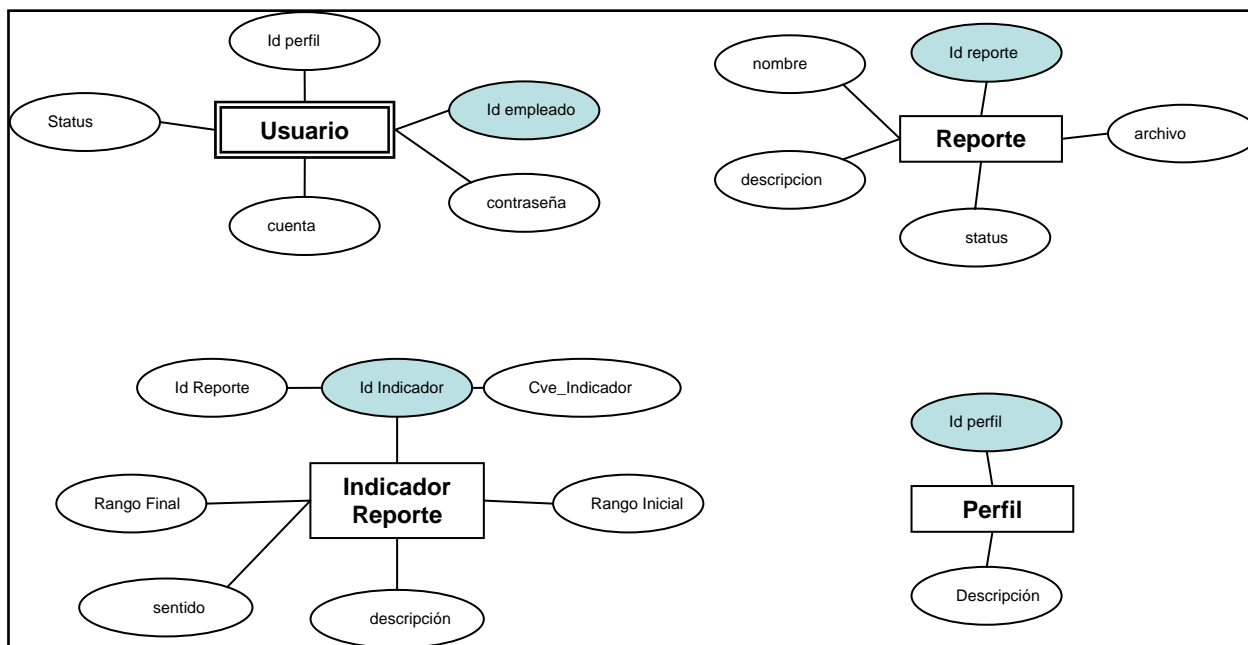 Id perfil
Status
Usuario
Id empleado
cuenta
contraseña
nombre
Id reporte
Reporte
archivo
descripcion
status
Id Reporte
Id Indicador
Cve_Indicador
Rango Final
Indicador
Reporte
Rango Inicial
sentido
descripción
Id perfil
Perfil
Descripción